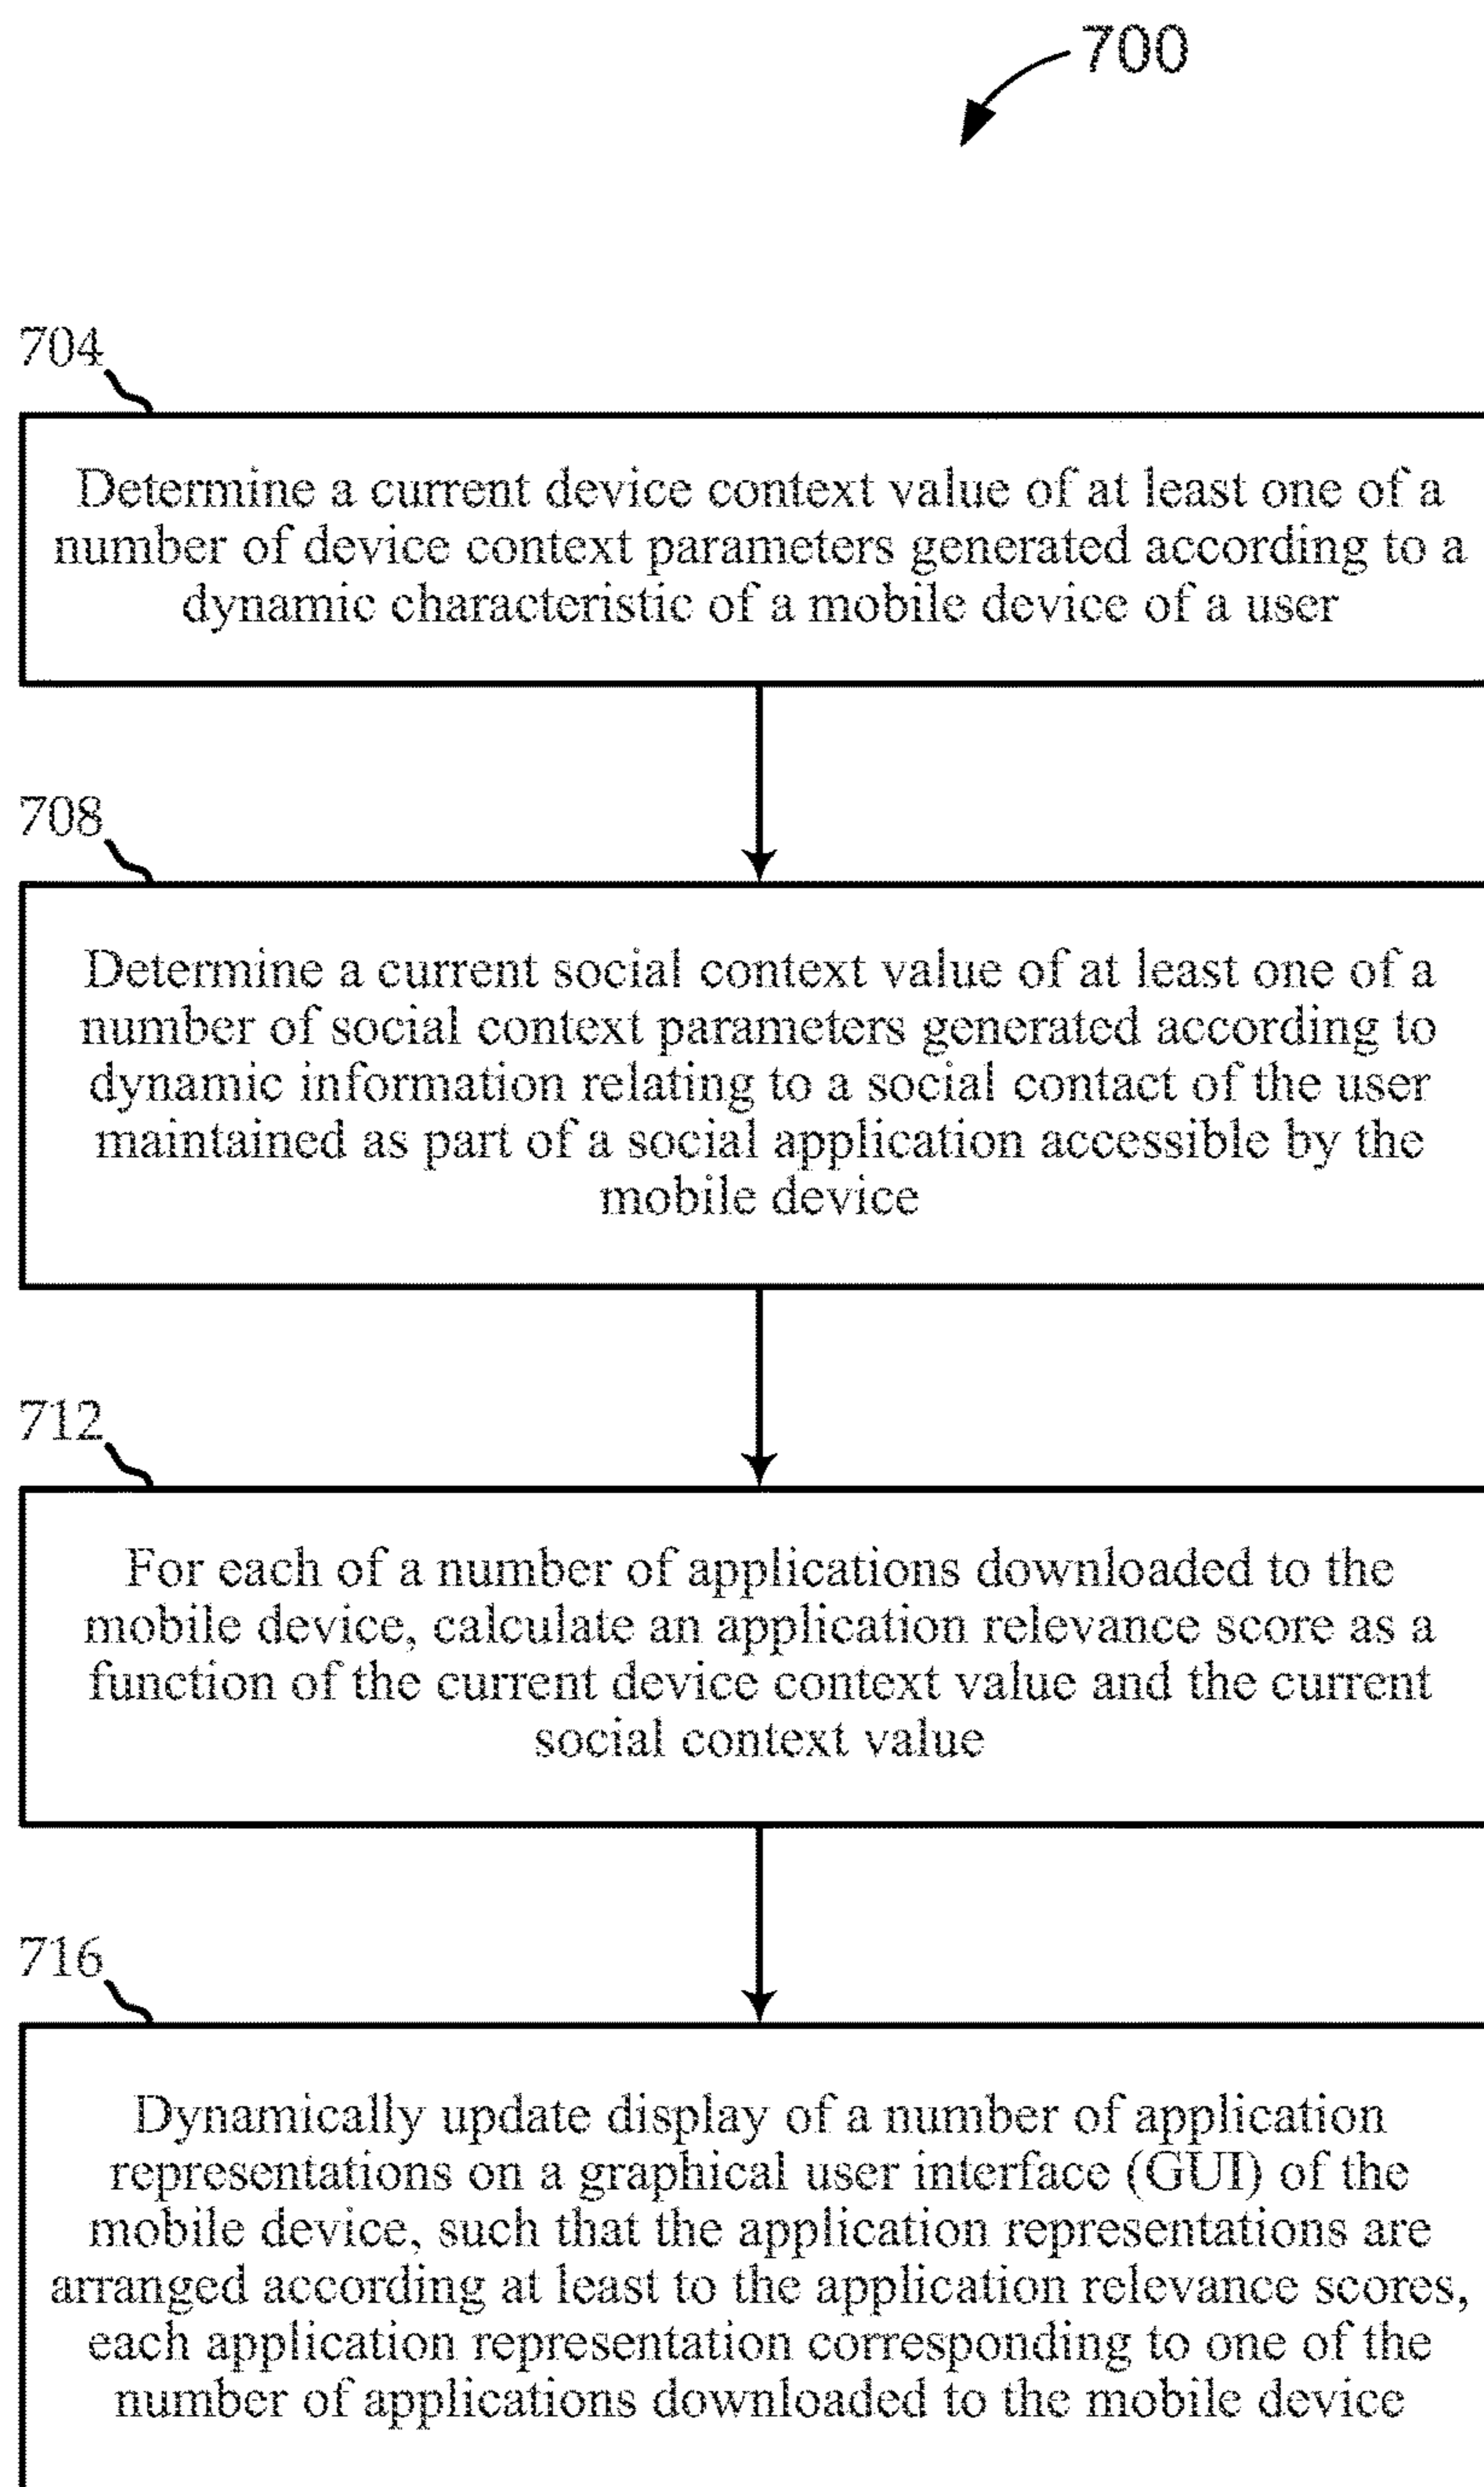 700
704
Determine a current device context value of at least one of a
number of device context parameters generated according to a
dynamic characteristic of a mobile device of a user
708
Determine a current social context value of at least one of a
number of social context parameters generated according to
dynamic information relating to a social contact of the user
maintained as part of a social application accessible by the
mobile device
712
For each of a number of applications downloaded to the
mobile device, calculate an application relevance score as a
function of the current device context value and the current
social context value
716
Dynamically update display of a number of application
representations on a graphical user interface (GUI) of the
mobile device, such that the application representations are
arranged according at least to the application relevance scores,
each application representation corresponding to one of the
number of applications downloaded to the mobile device